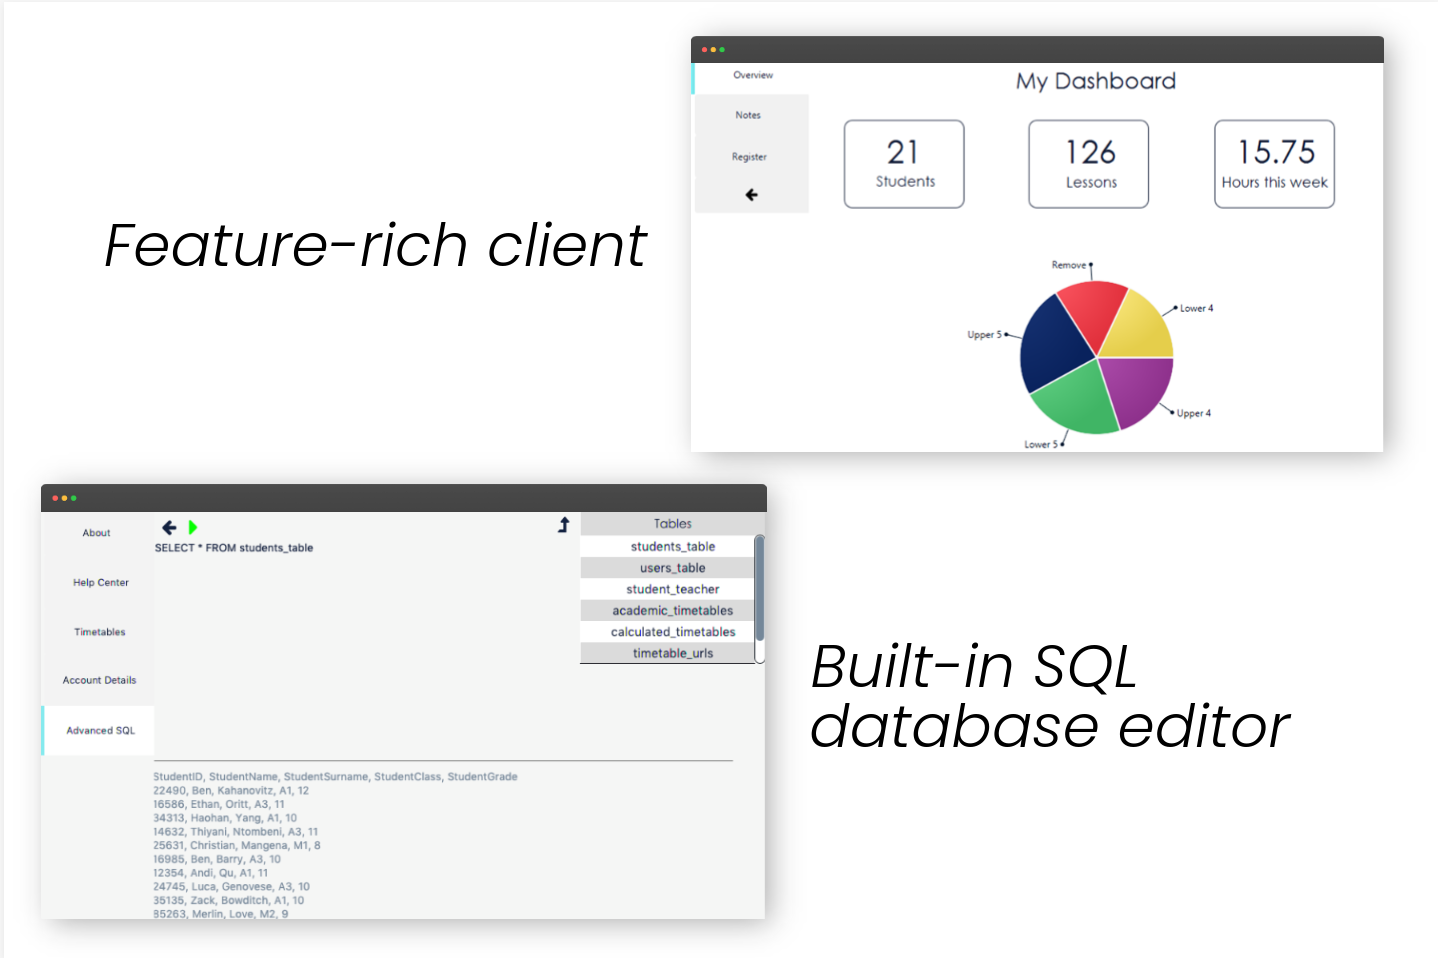 Feature-rich client
Overview
Notes
Register
My Dashboard
21
Students
126
Lessons
15.75
Hours this week
Remove
Lower 4
Upper 5
Upper 4
Lower 5
About
Help Center
Timetables
Account Details
Advanced SQL
SELECT * FROM students_table
Tables
students_table
users_table
student_teacher
academic_timetables
calculated_timetables
timetable_urls
StudentID, StudentName, StudentSurname, StudentClass, StudentGrade
22490, Ben, Kahanovitz, A1, 12
16586, Ethan, Oritt, A3, 11
34313, Haohan, Yang, A1, 10
14632, Thiyani, Ntombeni, A3, 11
25631, Christian, Mangena, M1, 8
16985, Ben, Barry, A3, 10
12354, Andi, Qu, A1, 11
24745, Luca, Genovese, A3, 10
35135, Zack, Bowditch, A1, 10
85263, Merlin, Love, M2, 9
Built-in SQL
database editor